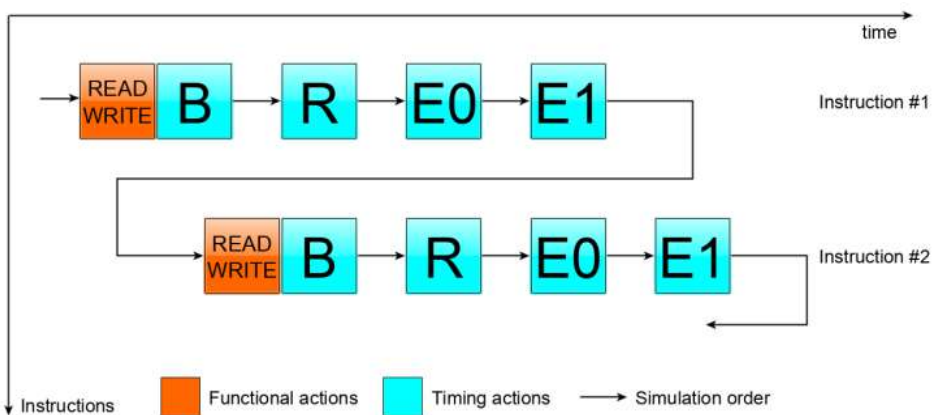 time
READ
WRITE
B
R
E0
E1
Instruction #1
READ
WRITE
B
R
E0
E1
Instruction #2
Instructions
Functional actions
Timing actions
Simulation order